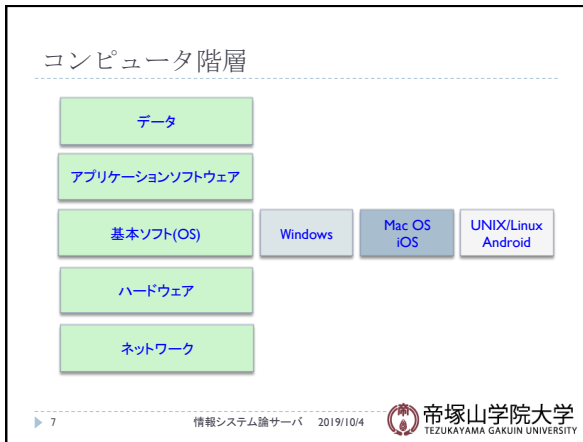 コンピュータ階層
データ
アプリケーションソフトウェア
基本ソフト(OS)
Windows
Mac OS
iOS
UNIX/Linux
Android
ハードウェア
ネットワーク
7
情報システム論サーバ 2019/10/4
帝塚山学院大学
TEZUKAYAMA GAKUIN UNIVERSITY